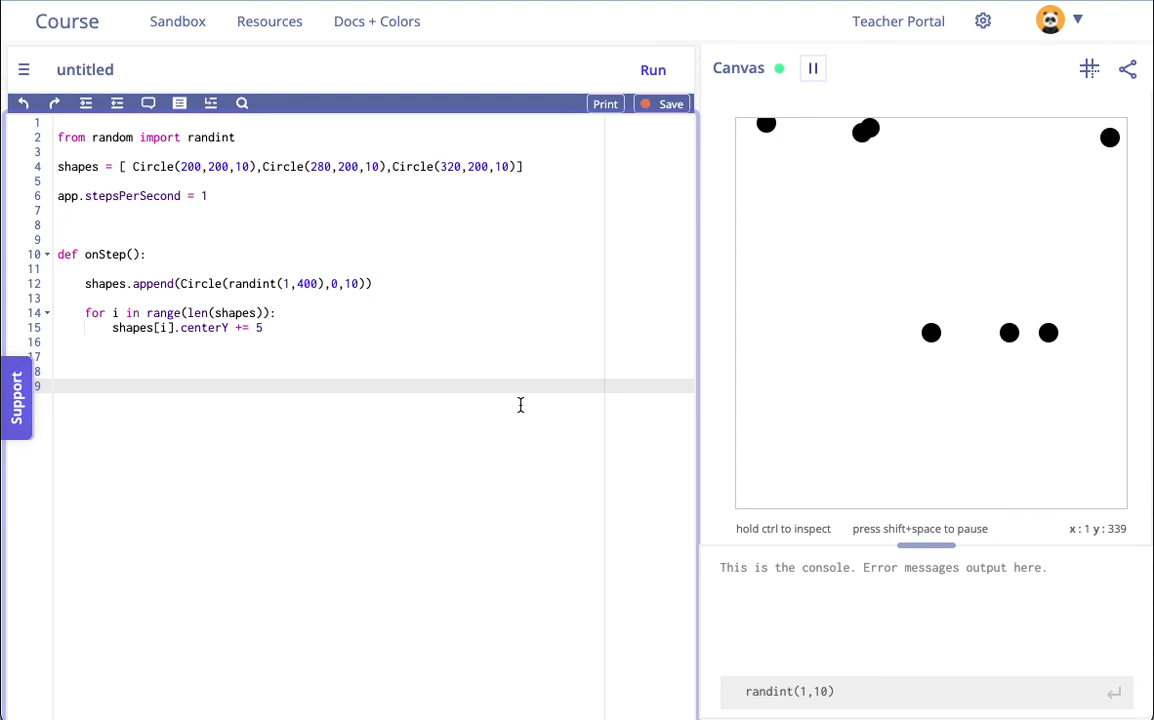 Course
Sandbox
Resources
Docs + Colors
Teacher Portal
untitled
Run
Canvas
Print
Save
1
2 from random import randint
3
4 shapes = [ Circle(200,200,10),Circle(280,200,10),Circle(320,200,10)]
5
6 app.stepsPerSecond = 1
7
8
9
10 def onStep():
11
12 shapes.append(Circle(randint(1,400),0,10))
13
14 for i in range(len(shapes)):
15 shapes[i].centerY += 5
16
17
8
9
Support
hold ctrl to inspect
press shift+space to pause
x : 1 y : 339
This is the console. Error messages output here.
randint(1,10)